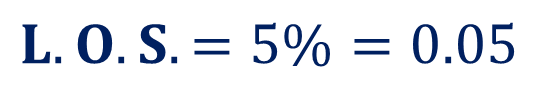 L. O. S. = 5% = 0.05